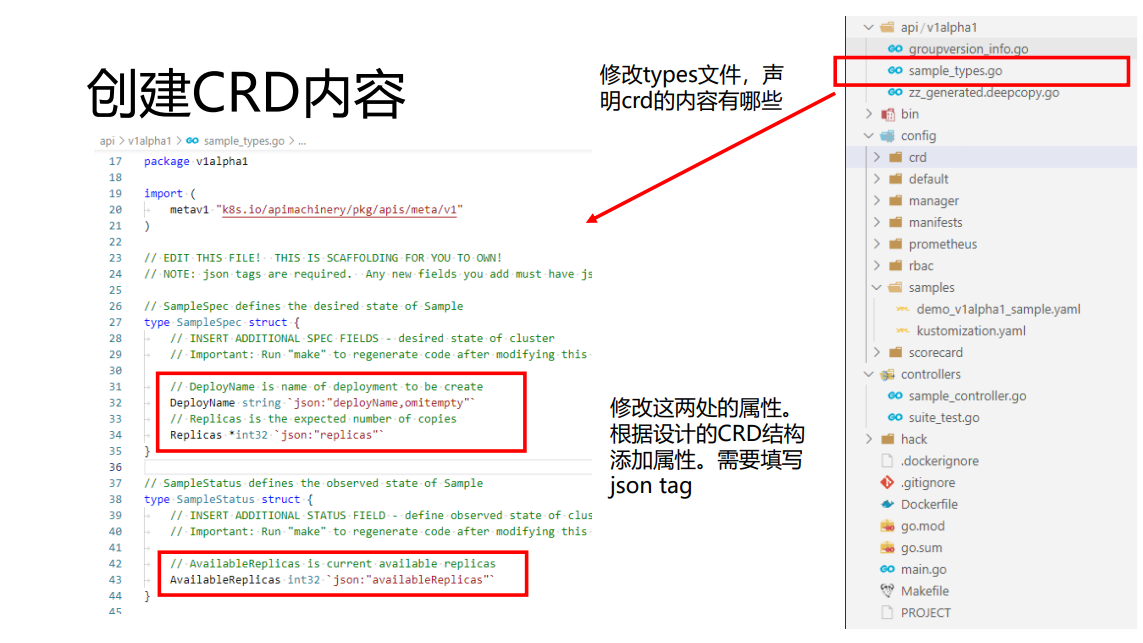 创建CRD内容
修改types文件，声
明crd的内容有哪些
api > v1alpha1 > GO sample_types.go > ...
17 package v1alpha1
18
19 import (
20 metav1 "k8s.io/apimachinery/pkg/apis/meta/v1"
21 )
22
23 // EDIT THIS FILE!  THIS IS SCAFFOLDING FOR YOU TO OWN!
24 // NOTE: json tags are required.  Any new fields you add must have js
25
26 // SampleSpec defines the desired state of Sample
27 type SampleSpec struct {
28 // INSERT ADDITIONAL SPEC FIELDS - desired state of cluster
29 // Important: Run "make" to regenerate code after modifying this
30
31 // DeployName is name of deployment to be create
32 DeployName string `json:"deployName,omitempty"`
33 // Replicas is the expected number of copies
34 Replicas *int32 `json:"replicas"`
35 }
36
37 // SampleStatus defines the observed state of Sample
38 type SampleStatus struct {
39 // INSERT ADDITIONAL STATUS FIELD - define observed state of clus
40 // Important: Run "make" to regenerate code after modifying this
41
42 // AvailableReplicas is current available replicas
43 AvailableReplicas int32 `json:"availableReplicas"`
44 }
45
修改这两处的属性。
根据设计的CRD结构
添加属性。需要填写
json tag
api / v1alpha1
GO groupversion_info.go
GO sample_types.go
GO zz_generated.deepcopy.go
bin
config
crd
default
manager
manifests
prometheus
rbac
samples
demo_v1alpha1_sample.yaml
kustomization.yaml
scorecard
controllers
GO sample_controller.go
GO suite_test.go
hack
.dockerignore
.gitignore
Dockerfile
go.mod
go.sum
GO main.go
Makefile
PROJECT